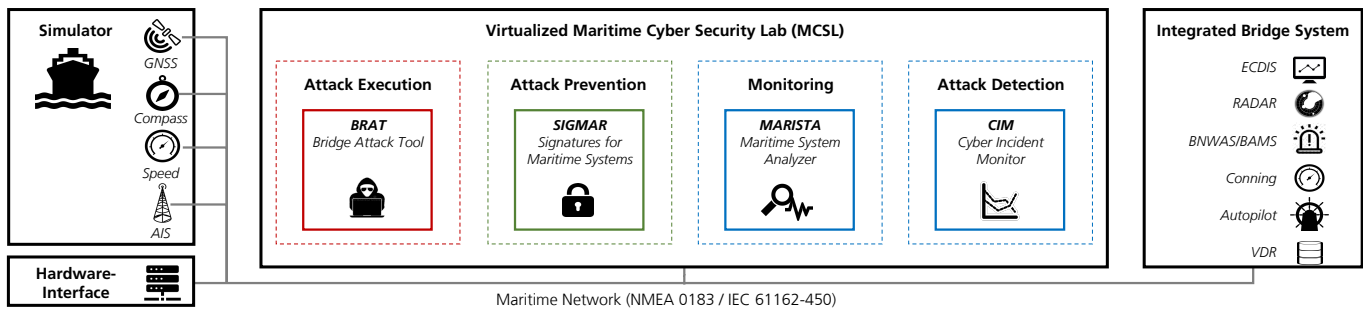 Simulator
GNSS
Compass
Speed
AIS
Hardware-
Interface
Virtualized Maritime Cyber Security Lab (MCSL)
Attack Execution
BRAT
Bridge Attack Tool
Attack Prevention
SIGMAR
Signatures for
Maritime Systems
Monitoring
MARISTA
Maritime System
Analyzer
Attack Detection
CIM
Cyber Incident
Monitor
Integrated Bridge System
ECDIS
RADAR
BNWAS/BAMS
Conning
Autopilot
VDR
Maritime Network (NMEA 0183 / IEC 61162-450)